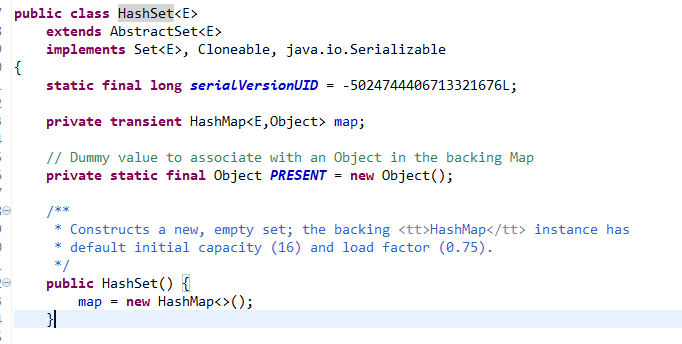 public class HashSet<E>
extends AbstractSet<E>
implements Set<E>, Cloneable, java.io.Serializable
{
static final long serialVersionUID = -5024744406713321676L;
private transient HashMap<E,Object> map;
// Dummy value to associate with an Object in the backing Map
private static final Object PRESENT = new Object();
/**
* Constructs a new, empty set; the backing <tt>HashMap</tt> instance has
* default initial capacity (16) and load factor (0.75).
*/
public HashSet() {
map = new HashMap<>();
}